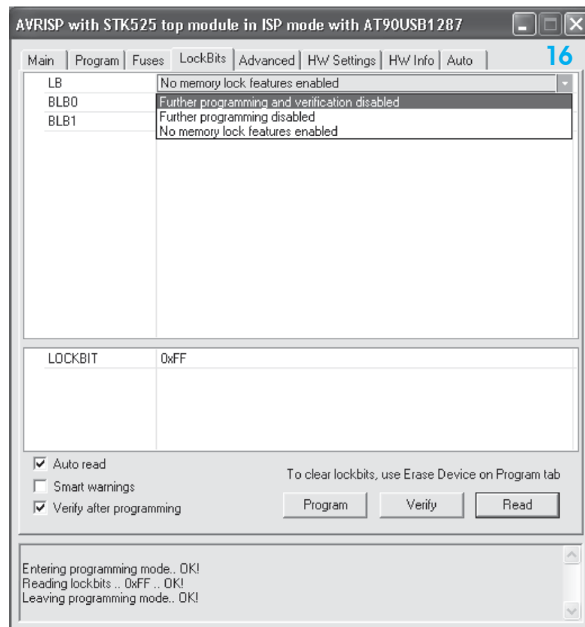 AVRISP with STK525 top module in ISP mode with AT90USB1287
Main Program Fuses LockBits Advanced HW Settings HW Info Auto 16
LB No memory lock features enabled
BLB0 Further programming and verification disabled
BLB1 Further programming disabled
No memory lock features enabled
LOCKBIT 0xFF
Auto read
To clear lockbits, use Erase Device on Program tab
Smart warnings
Verify after programming Program Verify Read
Entering programming mode.. OK!
Reading lockbits .. 0xFF .. OK!
Leaving programming mode.. OK!